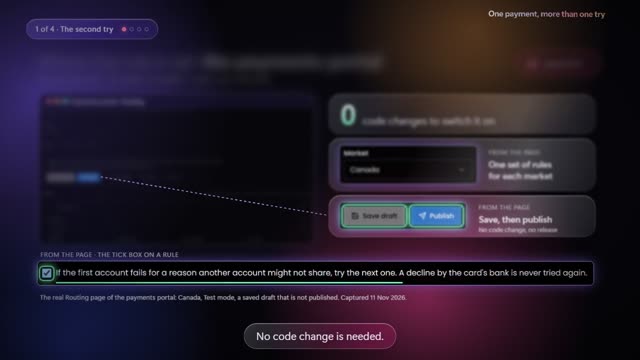 One payment, more than one try
1 of 4 · The second try
the payments portal
0 code changes to switch it on
Market
Canada
FROM THE PAGE
One set of rules
for each market
Save draft
Publish
FROM THE PAGE
Save, then publish
No code change, no release
FROM THE PAGE · THE TICK BOX ON A RULE
If the first account fails for a reason another account might not share, try the next one. A decline by the card's bank is never tried again.
The real Routing page of the payments portal: Canada, Test mode, a saved draft that is not published. Captured 11 Nov 2026.
No code change is needed.